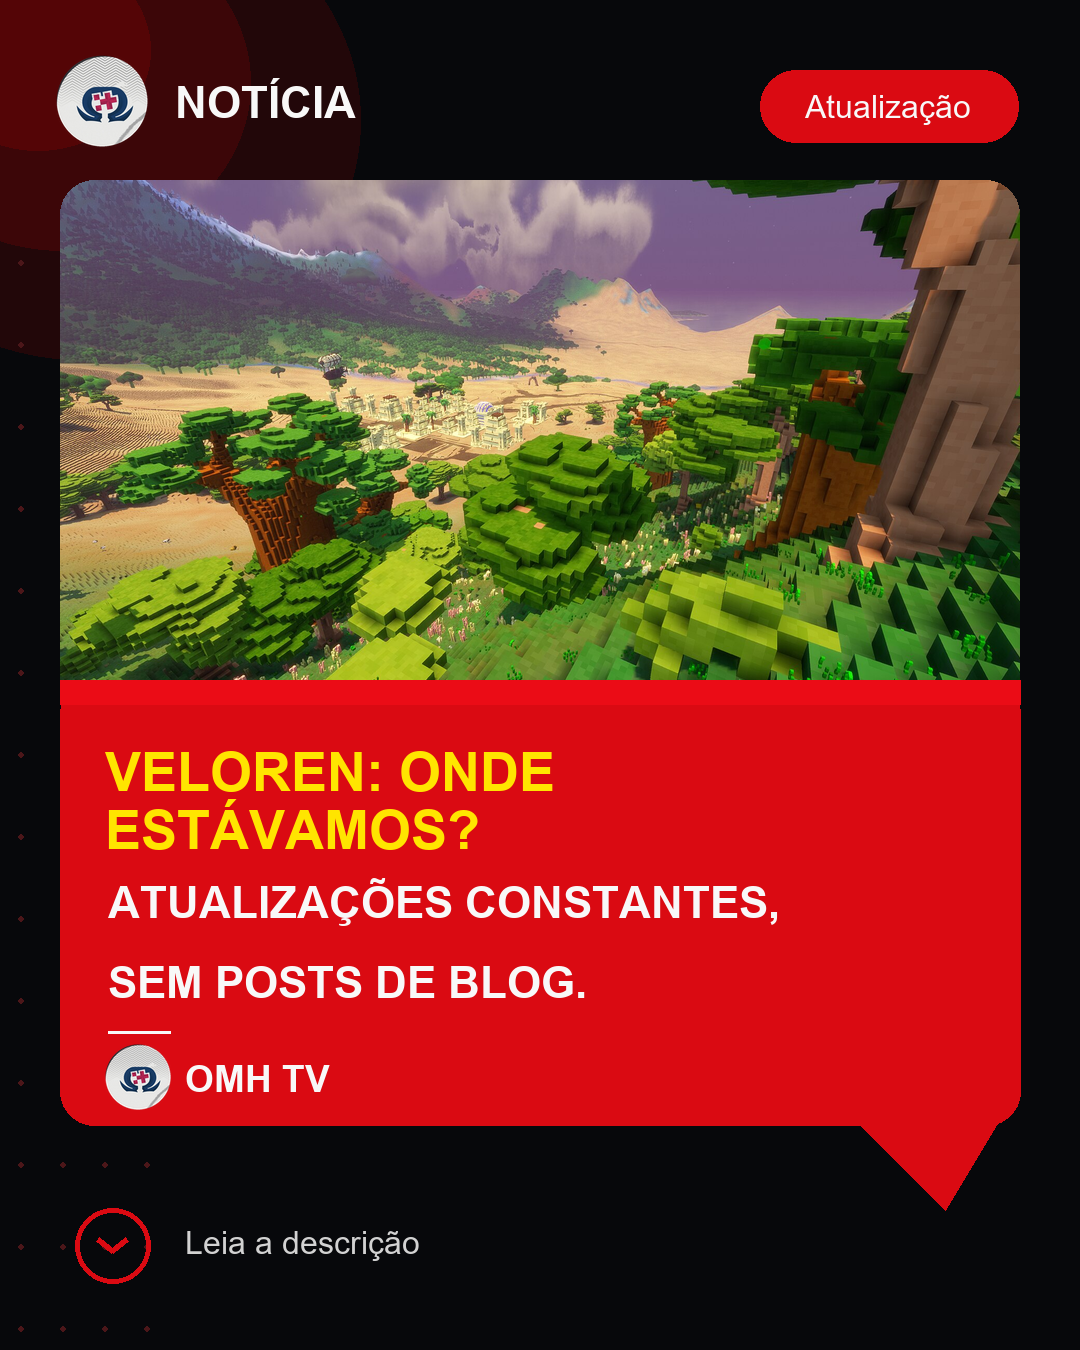 NOTÍCIA
Atualização
VELOREN: ONDE
ESTÁVAMOS?
ATUALIZAÇÕES CONSTANTES,
SEM POSTS DE BLOG.
OMH TV
Leia a descrição